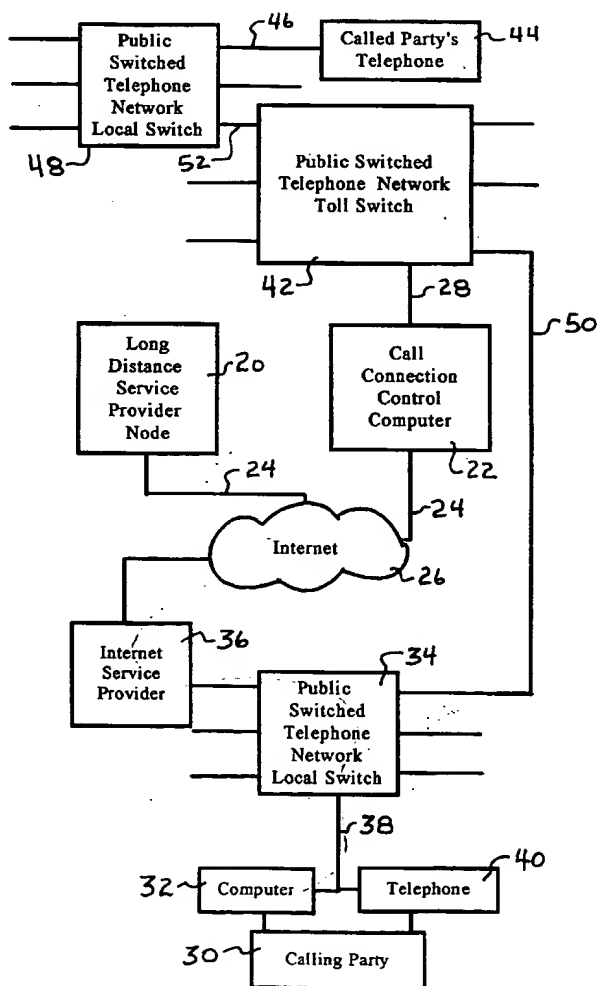 46
Public
Switched
Telephone
Network
Local Switch
Called Party's
Telephone
44
48
52
Public Switched
Telephone Network
Toll Switch
42
28
50
Long
Distance
Service
Provider
Node
20
Call
Connection
Control
Computer
22
24
24
Internet
26
36
Internet
Service
Provider
34
Public
Switched
Telephone
Network
Local Switch
38
32
Computer
Telephone
40
30
Calling Party